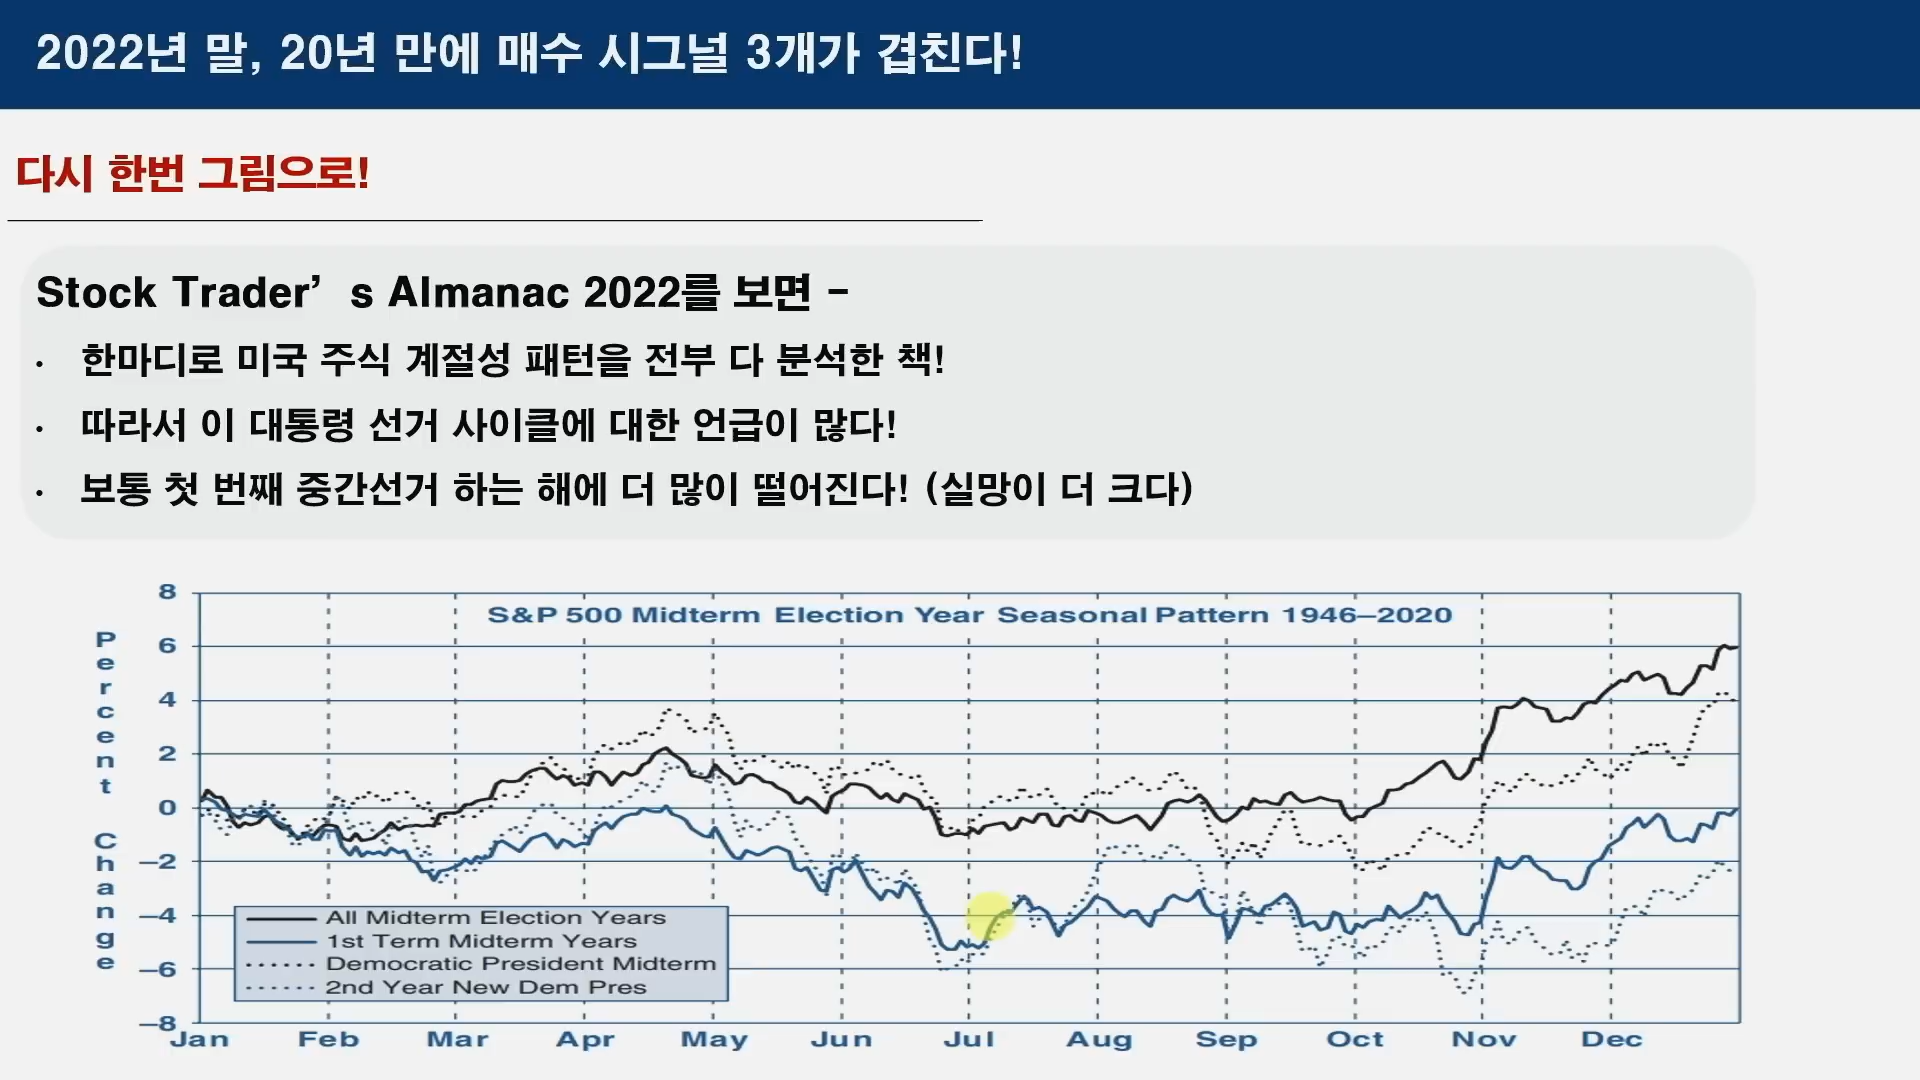 2022년 말, 20년 만에 매수 시그널 3개가 겹친다!
다시 한번 그림으로!
Stock Trader’s Almanac 2022를 보면 -
· 한마디로 미국 주식 계절성 패턴을 전부 다 분석한 책!
· 따라서 이 대통령 선거 사이클에 대한 언급이 많다!
· 보통 첫 번째 중간선거 하는 해에 더 많이 떨어진다! (실망이 더 크다)
S&P 500 Midterm Election Year Seasonal Pattern 1946–2020
Percent Change
8
6
4
2
0
–2
–4
–6
–8
All Midterm Election Years
1st Term Midterm Years
Democratic President Midterm
2nd Year New Dem Pres
Jan Feb Mar Apr May Jun Jul Aug Sep Oct Nov Dec